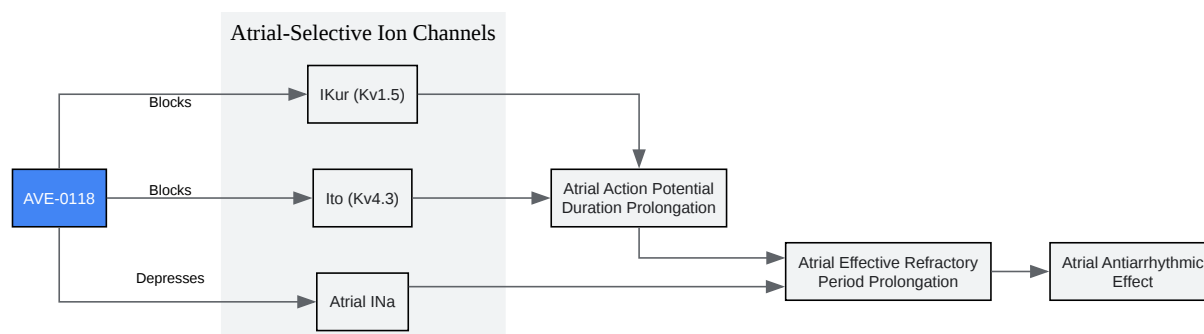 Atrial-Selective Ion Channels
IKur (Kv1.5)
Blocks
AVE-0118
Blocks
Ito (Kv4.3)
Atrial Action Potential
Duration Prolongation
Depresses
Atrial INa
Atrial Effective Refractory
Period Prolongation
Atrial Antiarrhythmic
Effect